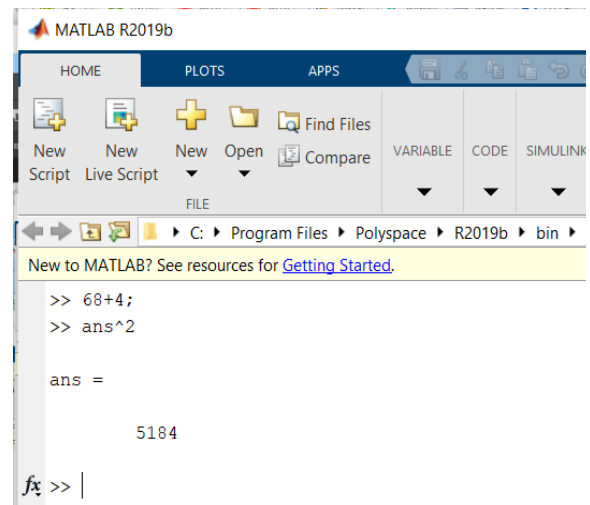 MATLAB R2019b
HOME PLOTS APPS
New Script
New Live Script
New
Open
Find Files
Compare
FILE
VARIABLE
CODE
SIMULINK
C: Program Files Polyspace R2019b bin
New to MATLAB? See resources for Getting Started.
>> 68+4;
>> ans^2
ans =
5184
fx >>